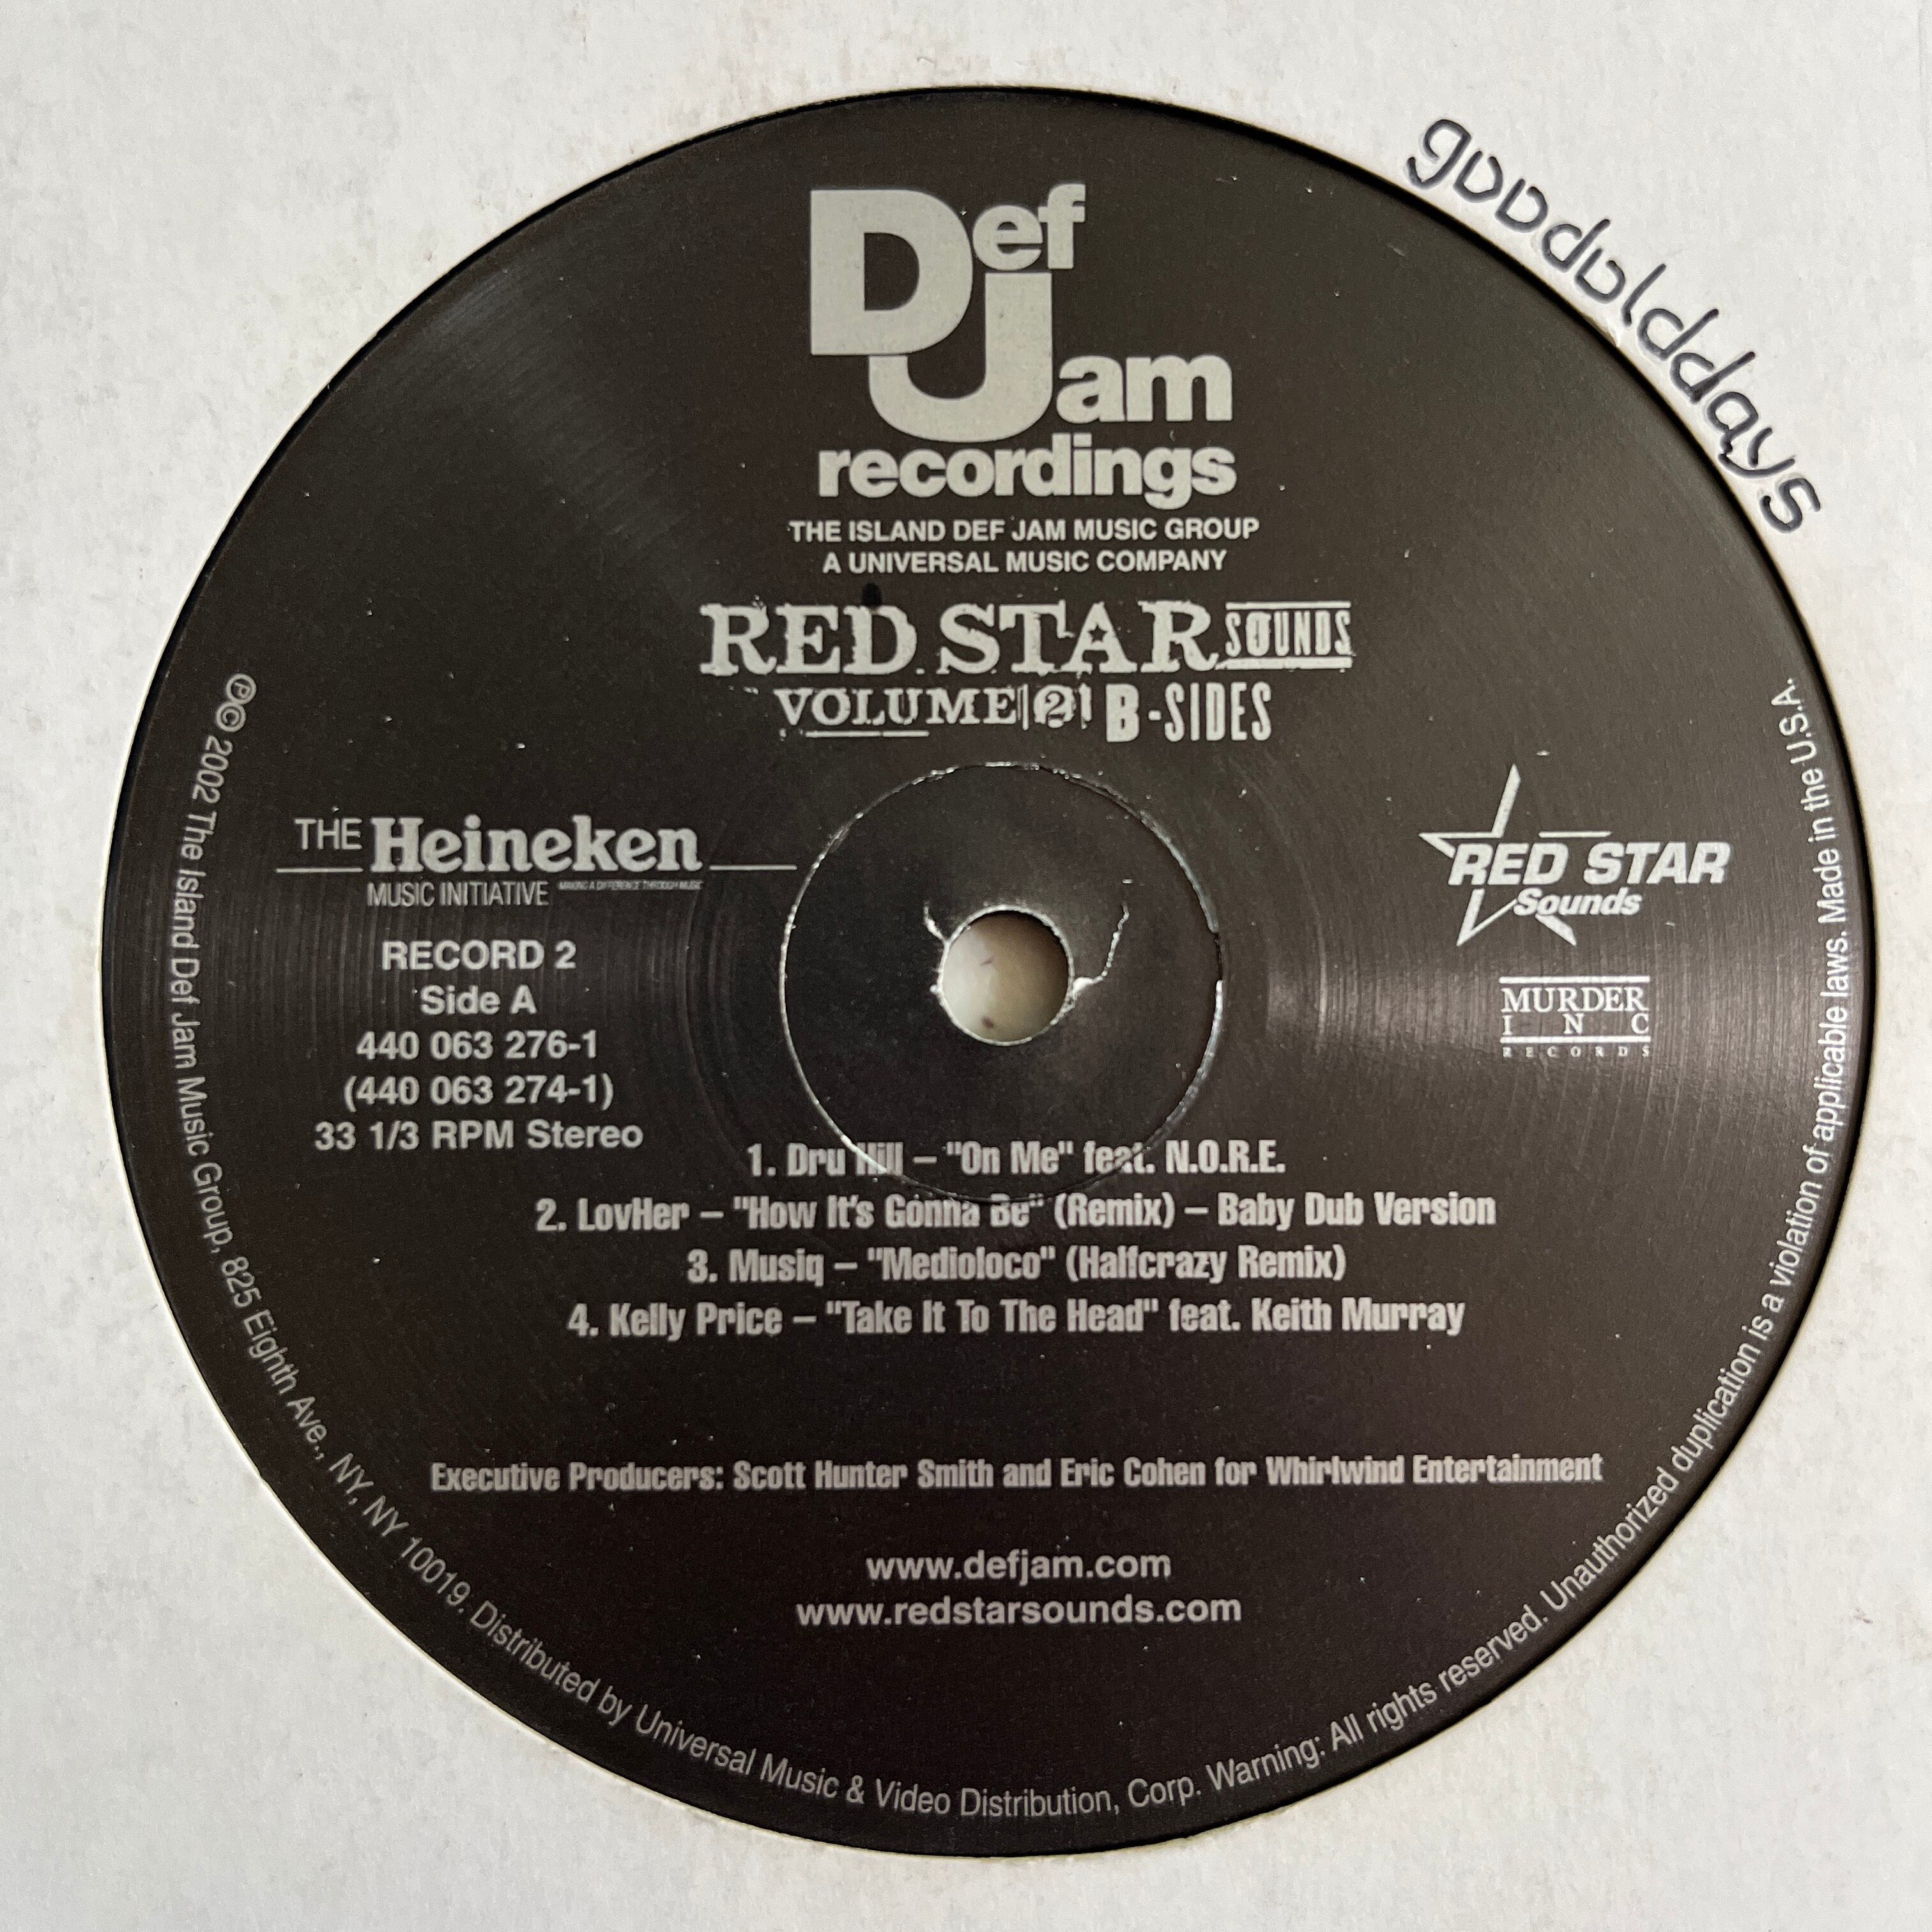 Def Jam
recordings
THE ISLAND DEF JAM MUSIC GROUP
A UNIVERSAL MUSIC COMPANY
RED STAR SOUNDS
VOLUME 2 B-SIDES
THE Heineken
MUSIC INITIATIVE MAKING A DIFFERENCE THROUGH MUSIC
RED STAR
Sounds
MURDER
INC
RECORDS
RECORD 2
Side A
440 063 276-1
(440 063 274-1)
33 1/3 RPM Stereo
1. Dru Hill – "On Me" feat. N.O.R.E.
2. LovHer – "How It's Gonna Be" (Remix) – Baby Dub Version
3. Musiq – "Medioloco" (Halfcrazy Remix)
4. Kelly Price – "Take It To The Head" feat. Keith Murray
Executive Producers: Scott Hunter Smith and Eric Cohen for Whirlwind Entertainment
www.defjam.com
www.redstarsounds.com
℗© 2002 The Island Def Jam Music Group, 825 Eighth Ave., NY, NY 10019. Distributed by Universal Music & Video Distribution, Corp. Warning: All rights reserved. Unauthorized duplication is a violation of applicable laws. Made in the U.S.A.
goodolddays